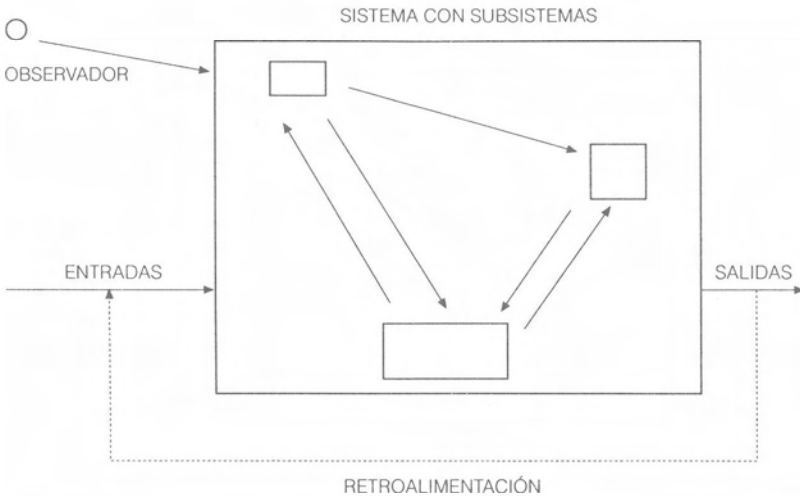 SISTEMA CON SUBSISTEMAS
OBSERVADOR
ENTRADAS
SALIDAS
RETROALIMENTACIÓN